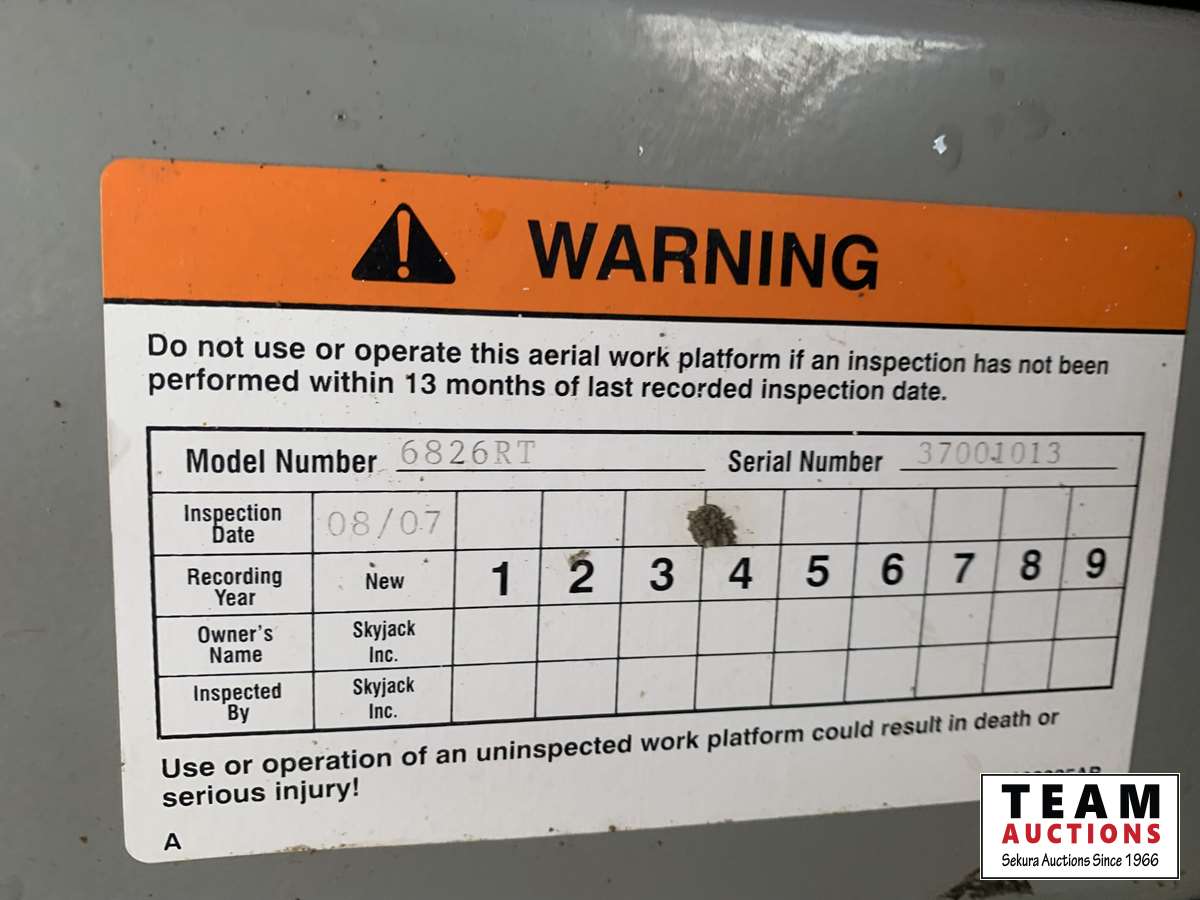 WARNING
Do not use or operate this aerial work platform if an inspection has not been
performed within 13 months of last recorded inspection date.
Model Number 6826RT Serial Number 37001013
Inspection Date 08/07
Recording Year New 1 2 3 4 5 6 7 8 9
Owner's Name Skyjack Inc.
Inspected By Skyjack Inc.
Use or operation of an uninspected work platform could result in death or
serious injury!
A
TEAM
AUCTIONS
Sekura Auctions Since 1966